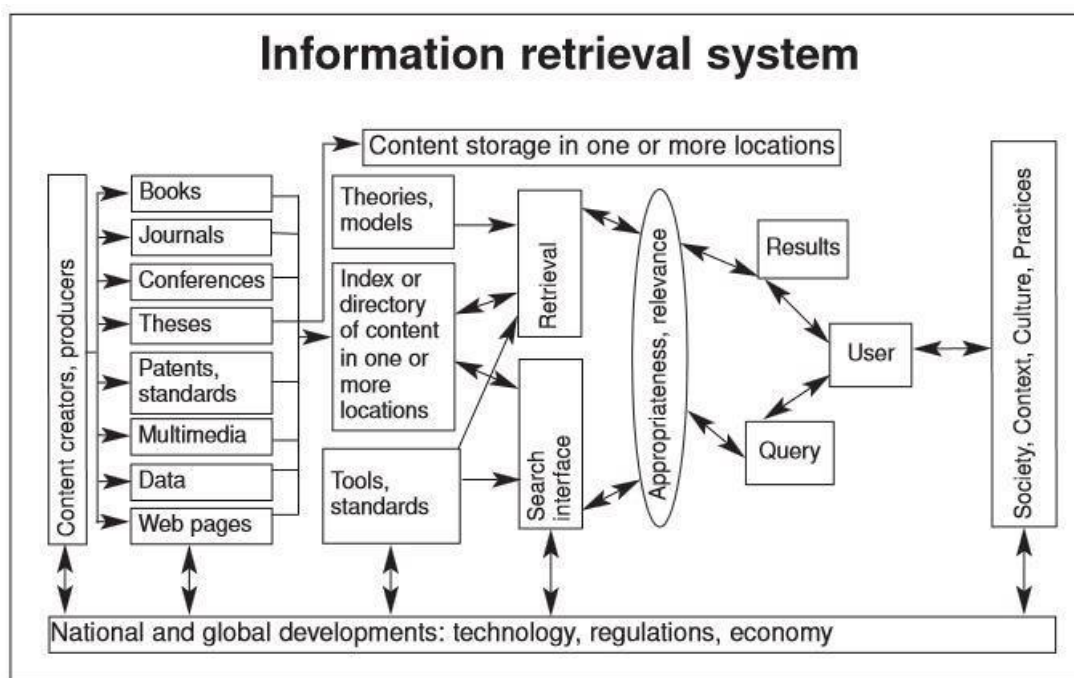 Information retrieval system
Content storage in one or more locations
Content creators, producers
Books
Journals
Conferences
Theses
Patents,
standards
Multimedia
Data
Web pages
Theories,
models
Index or
directory
of content
in one or
more
locations
Tools,
standards
Retrieval
Search
interface
Appropriateness, relevance
Results
Query
User
Society, Context, Culture, Practices
National and global developments: technology, regulations, economy